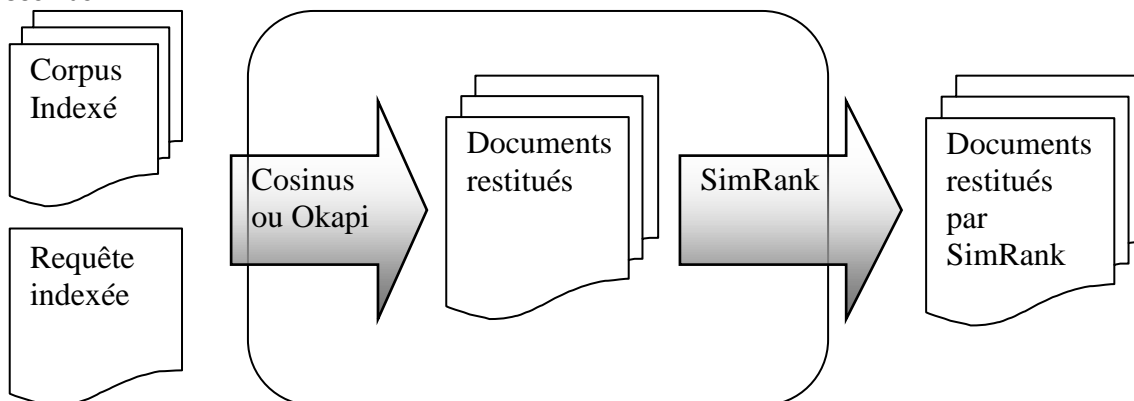 Corpus
Indexé
Requête
indexée
Cosinus
ou Okapi
Documents
restitués
SimRank
Documents
restitués
par
SimRank